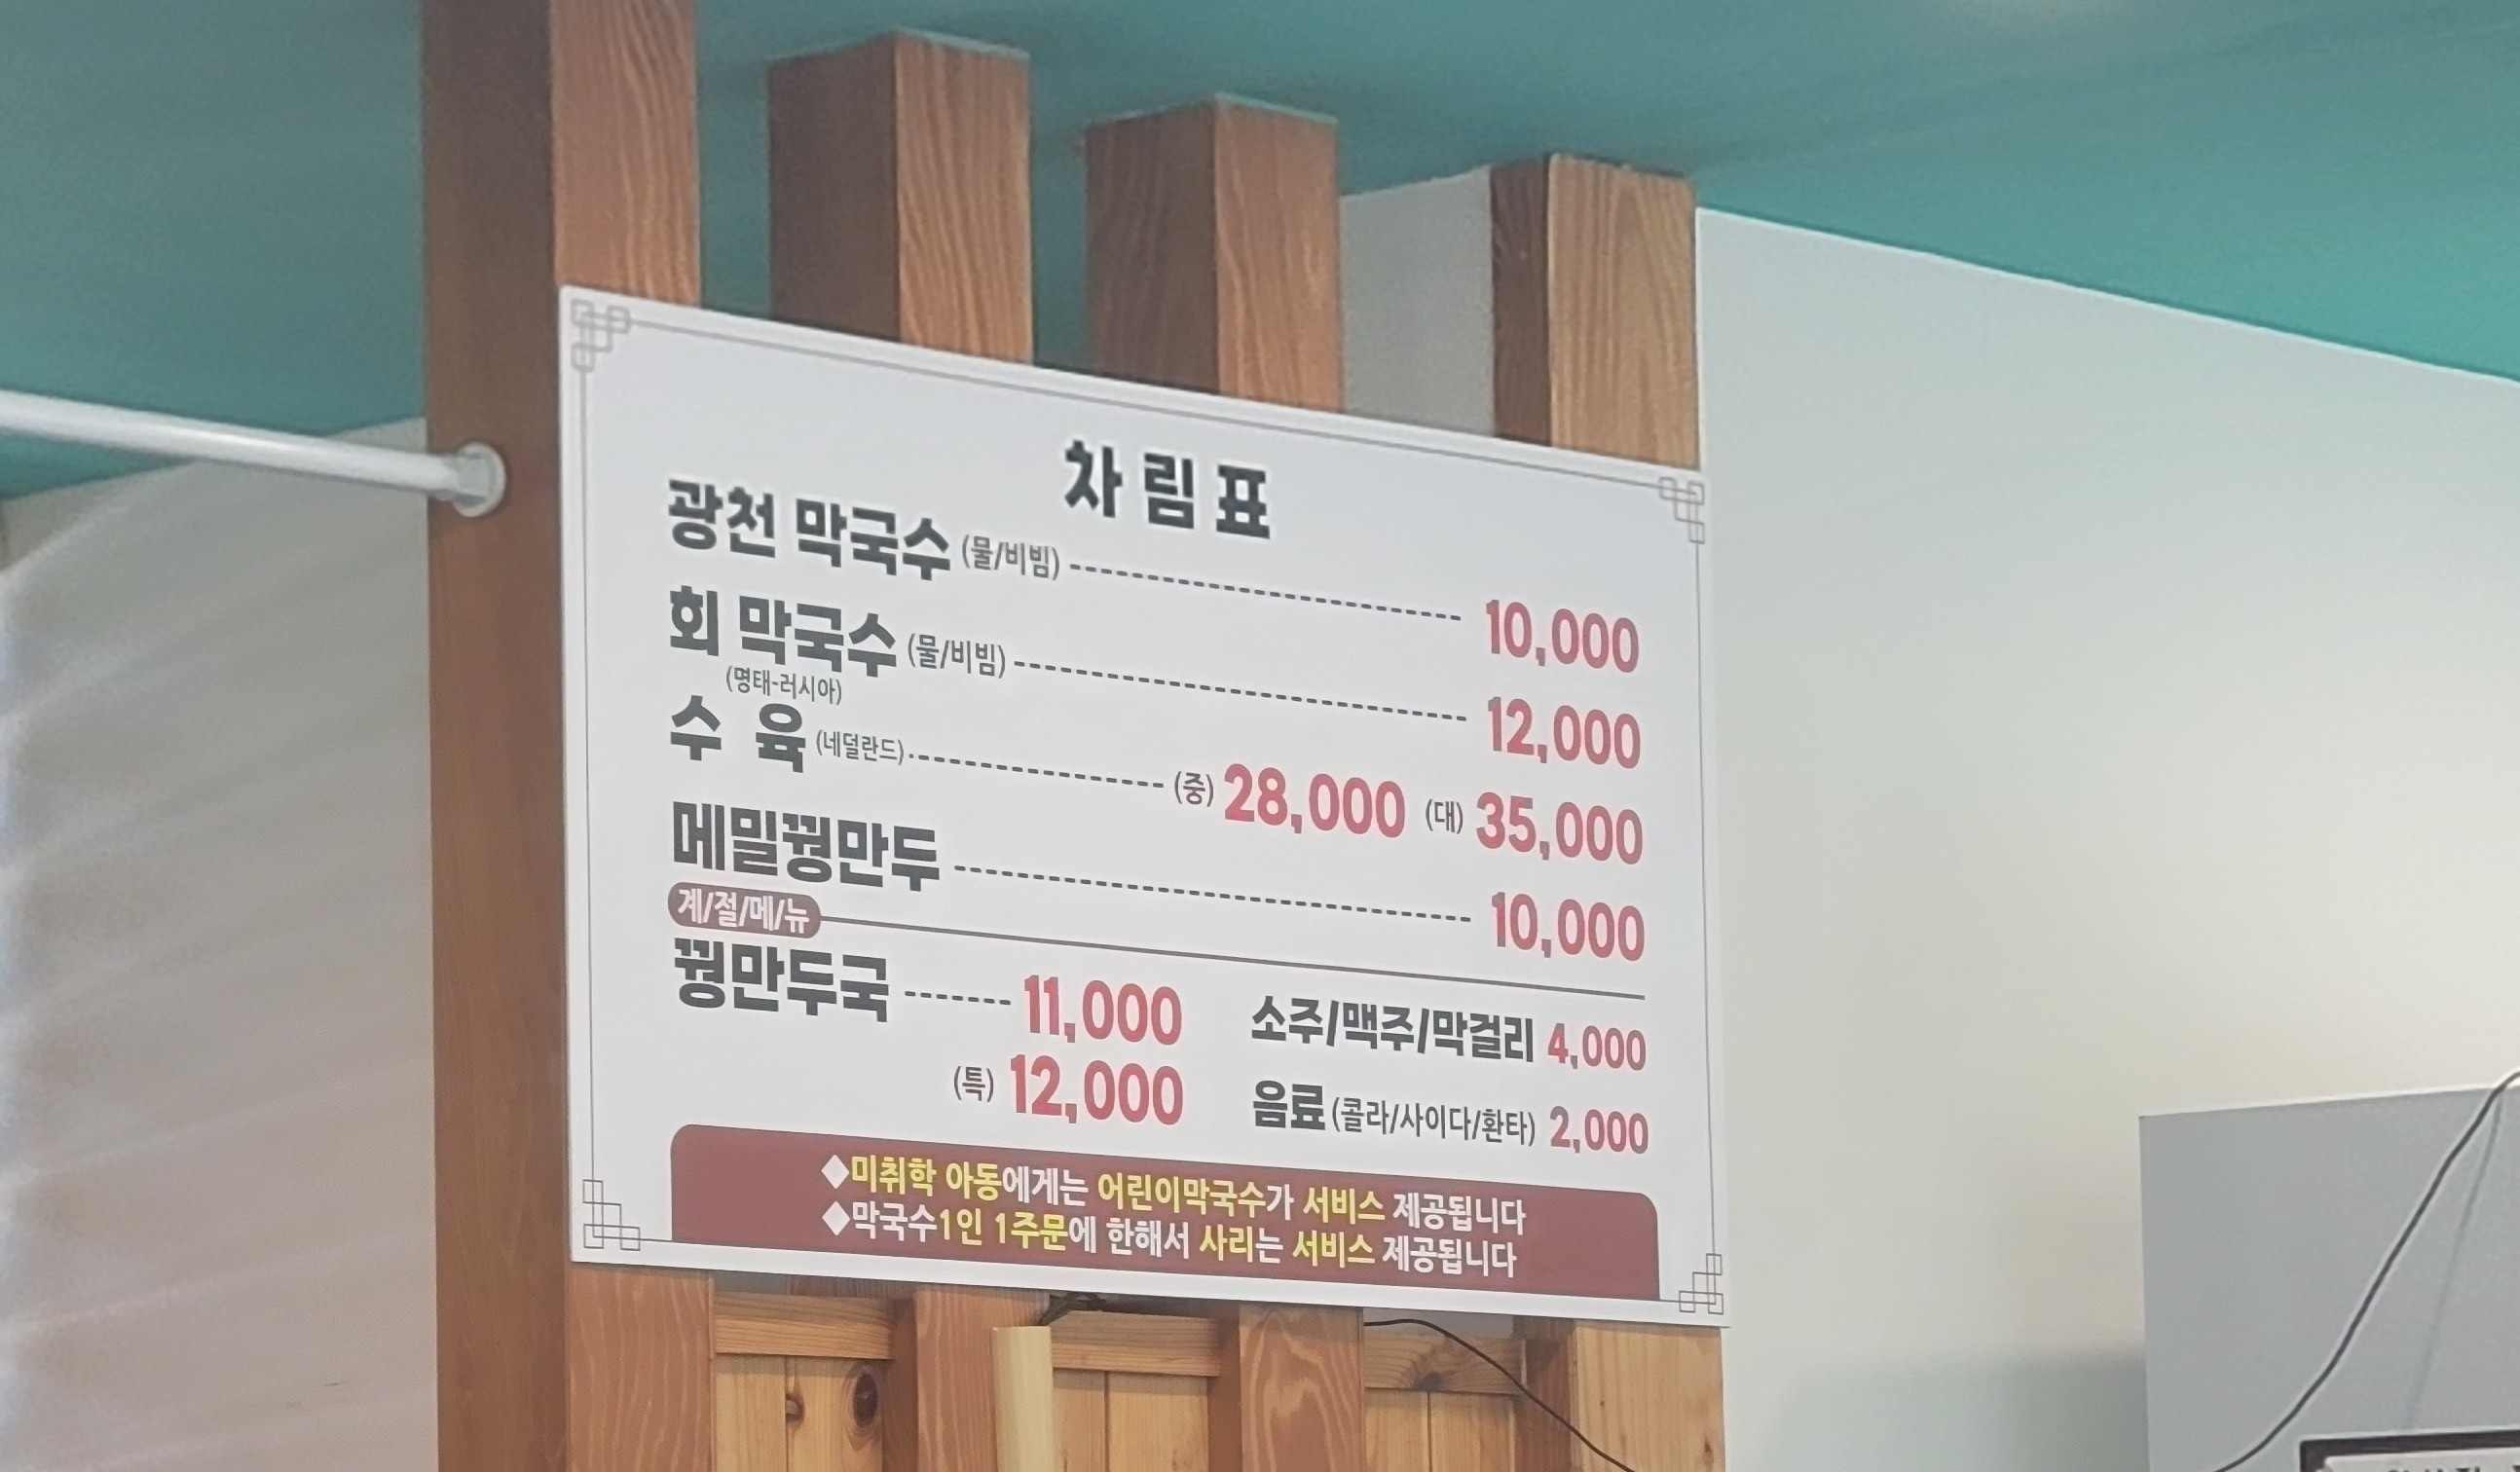 차림표
광천 막국수 (물/비빔) 10,000
회 막국수 (물/비빔) 12,000
(명태-러시아)
수 육 (네덜란드) (중) 28,000 (대) 35,000
메밀꿩만두 10,000
계/절/메/뉴
꿩만두국 11,000
(특) 12,000
소주/맥주/막걸리 4,000
음료 (콜라/사이다/환타) 2,000
◆미취학 아동에게는 어린이막국수가 서비스 제공됩니다
◆막국수1인 1주문에 한해서 사리는 서비스 제공됩니다